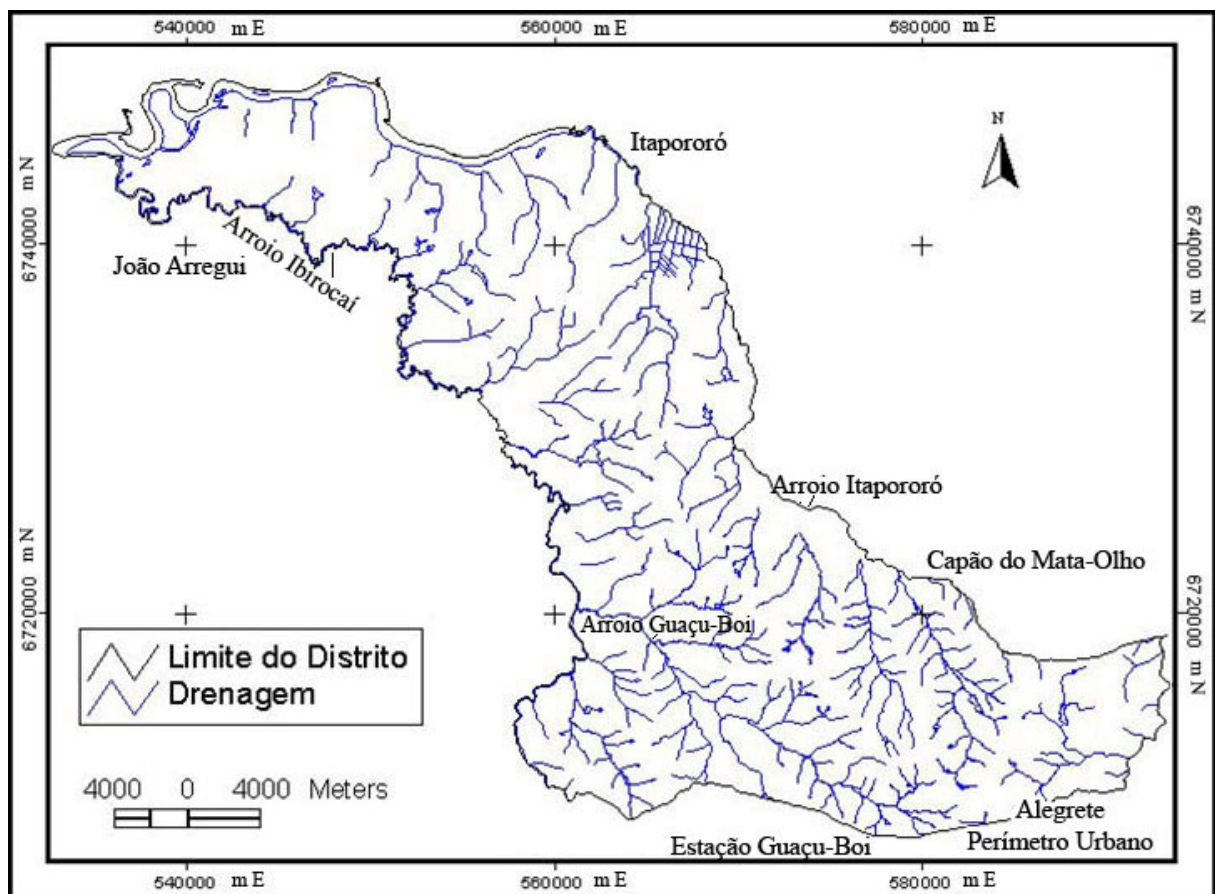 540000 m E
560000 m E
580000 m E
N
Itapororó
6740000 m N
6740000 m N
João Arregui
Arroio Ibirocaí
Arroio Itapororó
Capão do Mata-Olho
6720000 m N
6720000 m N
Arroio Guaçu-Boi
Limite do Distrito
Drenagem
4000 0 4000 Meters
Alegrete
Perímetro Urbano
Estação Guaçu-Boi
540000 m E
560000 m E
580000 m E